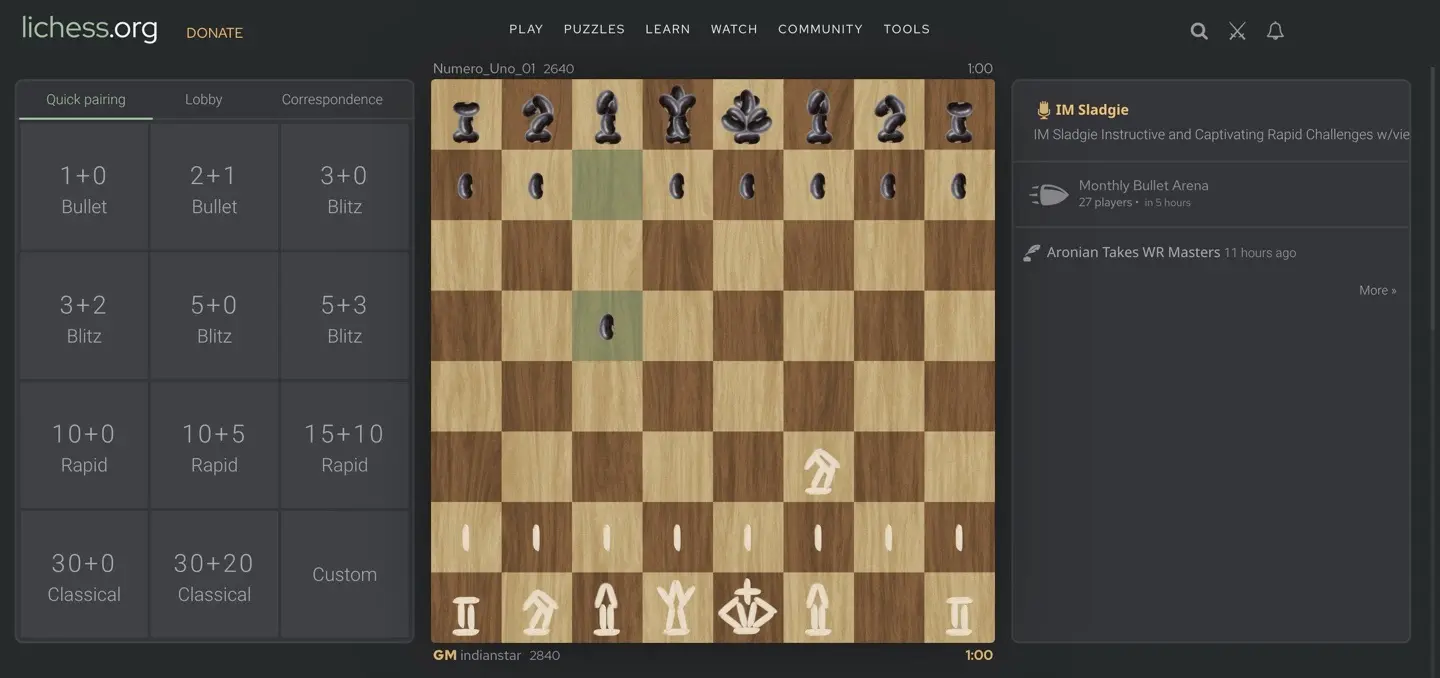 lichess.org
DONATE
PLAY
PUZZLES
LEARN
WATCH
COMMUNITY
TOOLS
Quick pairing
Lobby
Correspondence
1+0
Bullet
2+1
Bullet
3+0
Blitz
3+2
Blitz
5+0
Blitz
5+3
Blitz
10+0
Rapid
10+5
Rapid
15+10
Rapid
30+0
Classical
30+20
Classical
Custom
Numero_Uno_01 2640
1:00
GM indianstar 2840
1:00
IM Sladgie
IM Sladgie Instructive and Captivating Rapid Challenges w/vie
Monthly Bullet Arena
27 players • in 5 hours
Aronian Takes WR Masters 11 hours ago
More »